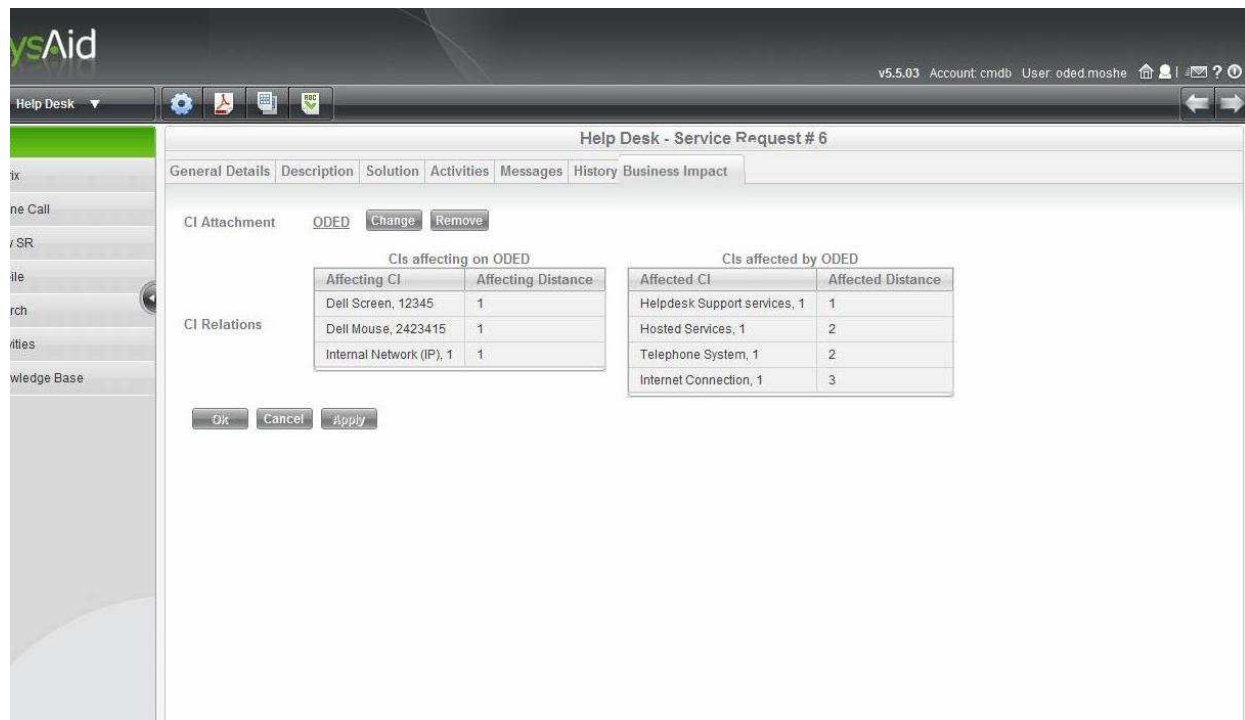 ysAid
v5.5.03 Account: cmdb User: oded.moshe
Help Desk
Help Desk - Service Request # 6
General Details Description Solution Activities Messages History Business Impact
ix
ne Call
SR
ile
rch
ities
wledge Base
CI Attachment ODED Change Remove
CIs affecting on ODED
Affecting CI Affecting Distance
Dell Screen, 12345 1
Dell Mouse, 2423415 1
Internal Network (IP), 1 1
CI Relations
CIs affected by ODED
Affected CI Affected Distance
Helpdesk Support services, 1 1
Hosted Services, 1 2
Telephone System, 1 2
Internet Connection, 1 3
Ok Cancel Apply